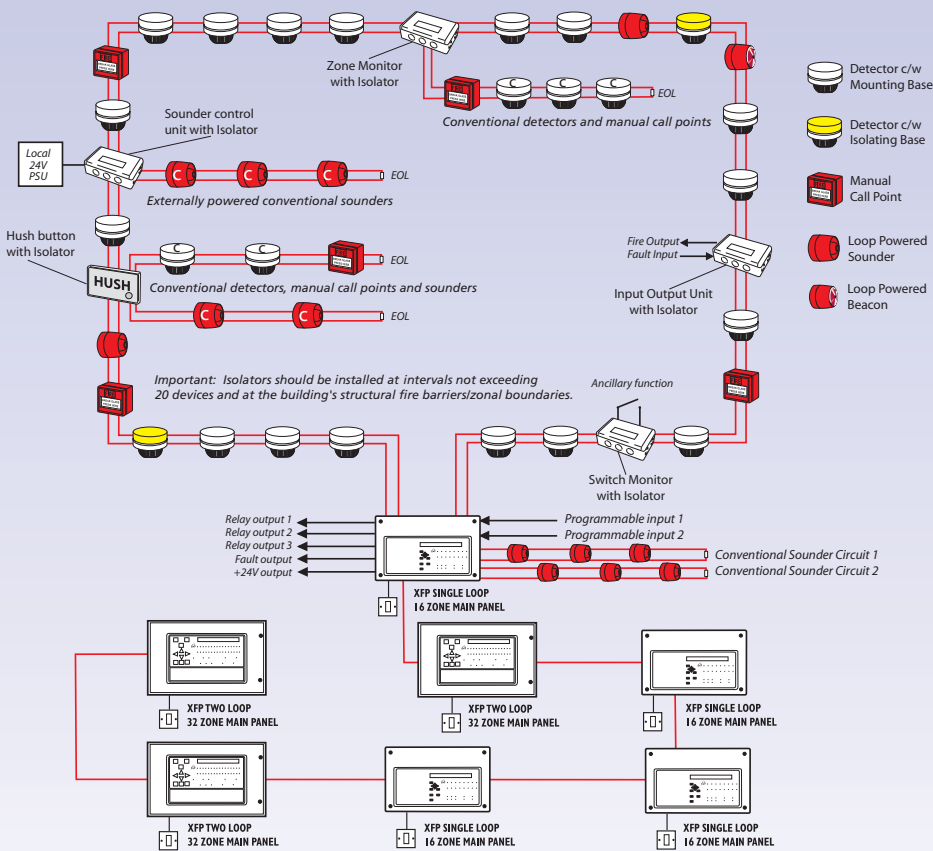 Zone Monitor
with Isolator
C
C
C
EOL
Conventional detectors and manual call points
Sounder control
unit with Isolator
Local
24V
PSU
C
C
C
EOL
Externally powered conventional sounders
Hush button
with Isolator
HUSH
C
C
EOL
Conventional detectors, manual call points and sounders
C
C
EOL
Important: Isolators should be installed at intervals not exceeding
20 devices and at the building's structural fire barriers/zonal boundaries.
Detector c/w
Mounting Base
Detector c/w
Isolating Base
Manual
Call Point
Loop Powered
Sounder
Loop Powered
Beacon
Fire Output
Fault Input
Input Output Unit
with Isolator
Ancillary function
Switch Monitor
with Isolator
Relay output 1
Relay output 2
Relay output 3
Fault output
+24V output
Programmable input 1
Programmable input 2
Conventional Sounder Circuit 1
Conventional Sounder Circuit 2
XFP SINGLE LOOP
16 ZONE MAIN PANEL
XFP TWO LOOP
32 ZONE MAIN PANEL
XFP TWO LOOP
32 ZONE MAIN PANEL
XFP SINGLE LOOP
16 ZONE MAIN PANEL
XFP TWO LOOP
32 ZONE MAIN PANEL
XFP SINGLE LOOP
16 ZONE MAIN PANEL
XFP SINGLE LOOP
16 ZONE MAIN PANEL